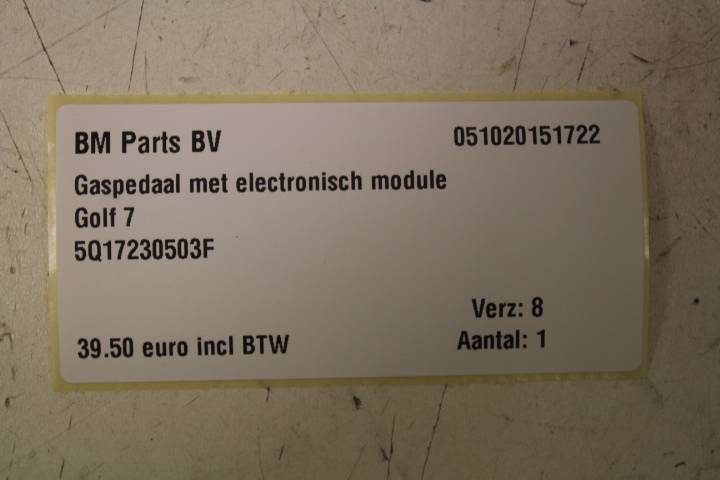 BM Parts BV 051020151722
Gaspedaal met electronisch module
Golf 7
5Q17230503F
Verz: 8
39.50 euro incl BTW Aantal: 1